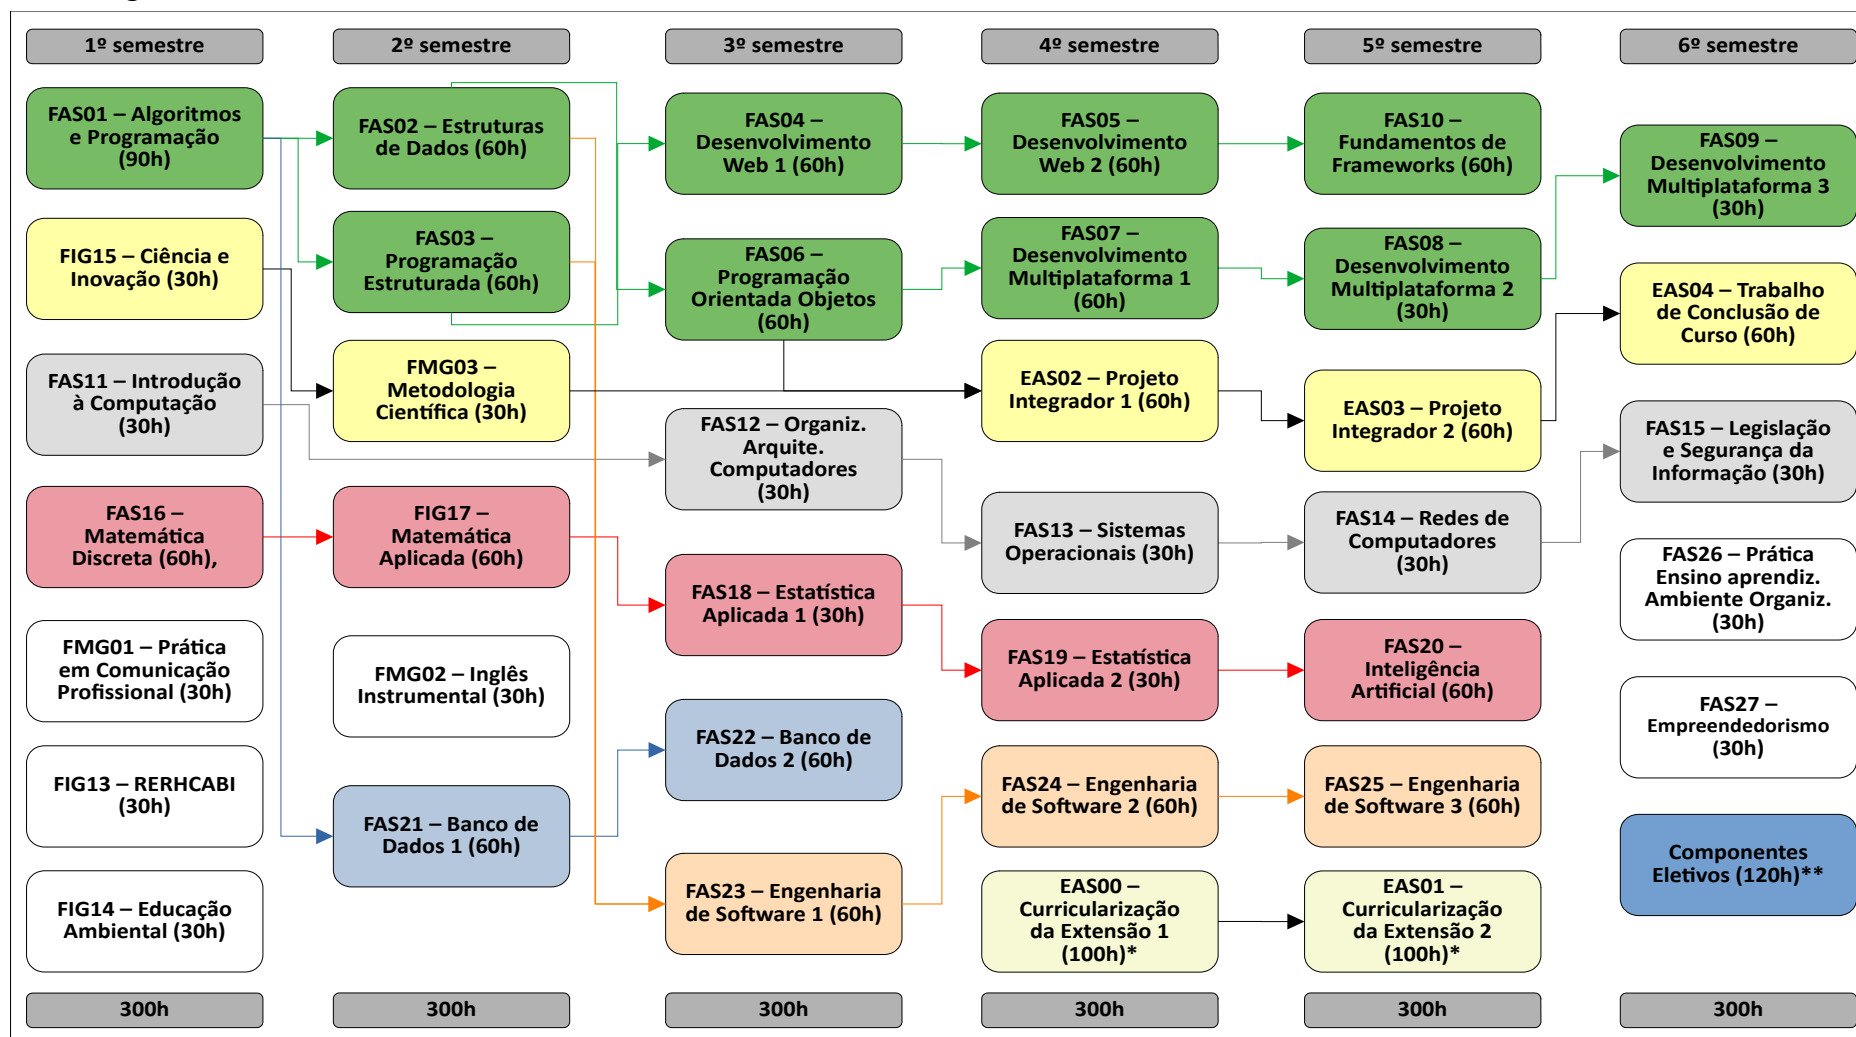 1º semestre
2º semestre
3º semestre
4º semestre
5º semestre
6º semestre
FAS01 – Algoritmos
e Programação
(90h)
FIG15 – Ciência e
Inovação (30h)
FAS11 – Introdução
à Computação
(30h)
FAS16 –
Matemática
Discreta (60h),
FMG01 – Prática
em Comunicação
Profissional (30h)
FIG13 – RERHCABI
(30h)
FIG14 – Educação
Ambiental (30h)
300h
FAS02 – Estruturas
de Dados (60h)
FAS03 –
Programação
Estruturada (60h)
FMG03 –
Metodologia
Científica (30h)
FIG17 –
Matemática
Aplicada (60h)
FMG02 – Inglês
Instrumental (30h)
FAS21 – Banco de
Dados 1 (60h)
300h
FAS04 –
Desenvolvimento
Web 1 (60h)
FAS06 –
Programação
Orientada Objetos
(60h)
FAS12 – Organiz.
Arquite.
Computadores
(30h)
FAS18 – Estatística
Aplicada 1 (30h)
FAS22 – Banco de
Dados 2 (60h)
FAS23 – Engenharia
de Software 1 (60h)
300h
FAS05 –
Desenvolvimento
Web 2 (60h)
FAS07 –
Desenvolvimento
Multiplataforma 1
(60h)
EAS02 – Projeto
Integrador 1 (60h)
FAS13 – Sistemas
Operacionais (30h)
FAS19 – Estatística
Aplicada 2 (30h)
FAS24 – Engenharia
de Software 2 (60h)
EAS00 –
Curricularização
da Extensão 1
(100h)*
300h
FAS10 –
Fundamentos de
Frameworks (60h)
FAS08 –
Desenvolvimento
Multiplataforma 2
(30h)
EAS03 – Projeto
Integrador 2 (60h)
FAS14 – Redes de
Computadores
(30h)
FAS20 –
Inteligência
Artificial (60h)
FAS25 – Engenharia
de Software 3 (60h)
EAS01 –
Curricularização
da Extensão 2
(100h)*
300h
FAS09 –
Desenvolvimento
Multiplataforma 3
(30h)
EAS04 – Trabalho
de Conclusão de
Curso (60h)
FAS15 – Legislação
e Segurança da
Informação (30h)
FAS26 – Prática
Ensino aprendiz.
Ambiente Organiz.
(30h)
FAS27 –
Empreendedorismo
(30h)
Componentes
Eletivos (120h)**
300h